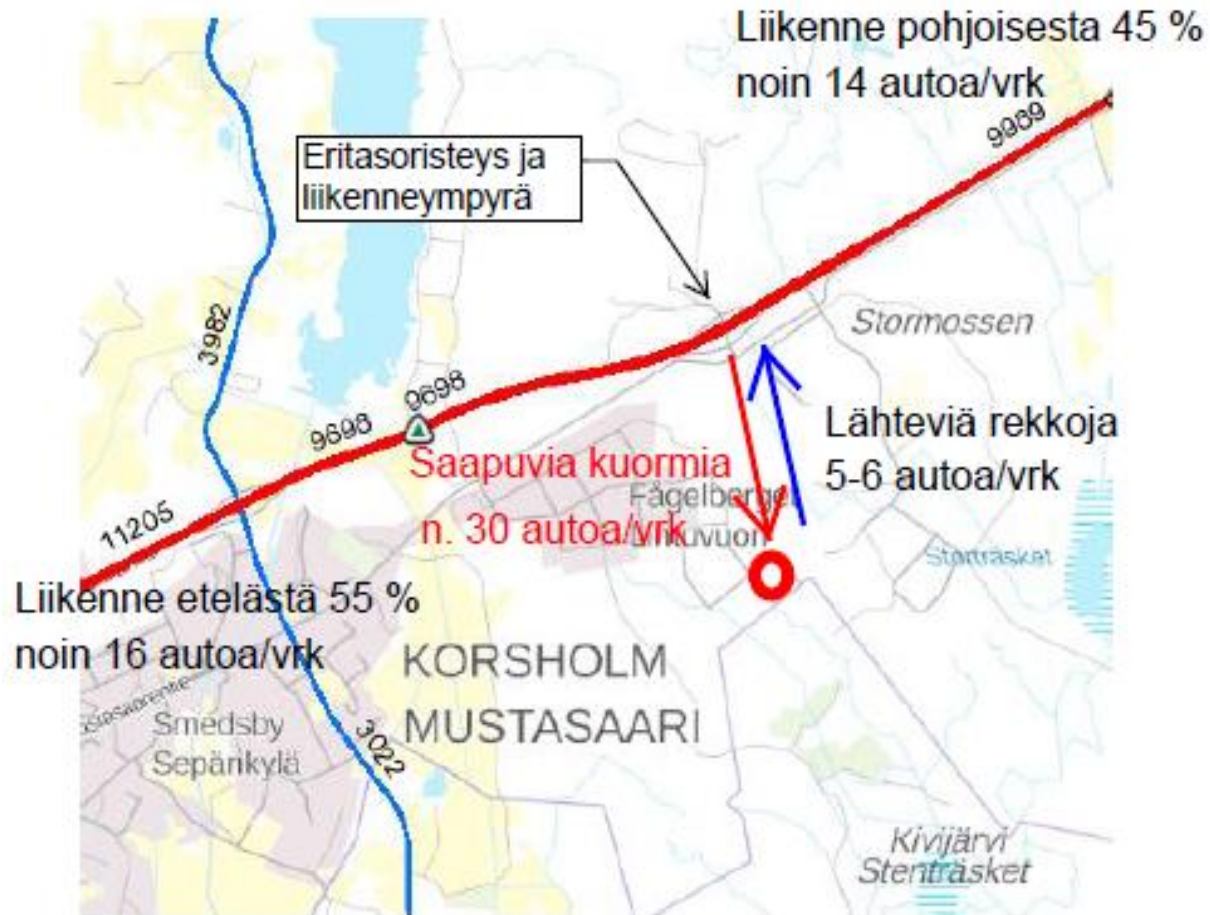 Liikenne pohjoisesta 45 %
noin 14 autoa/vrk
9989
Eritasoristeys ja
liikenneympyrä
3982
Stormossen
9698
9698
Lähteviä rekkoja
5-6 autoa/vrk
Saapuvia kuormia
n. 30 autoa/vrk
Fågelberget
Storträsket
11205
Liikenne etelästä 55 %
noin 16 autoa/vrk
KORSHOLM
MUSTASAARI
Smedsby
Sepänkylä
3022
Kivijärvi
Stenträsket